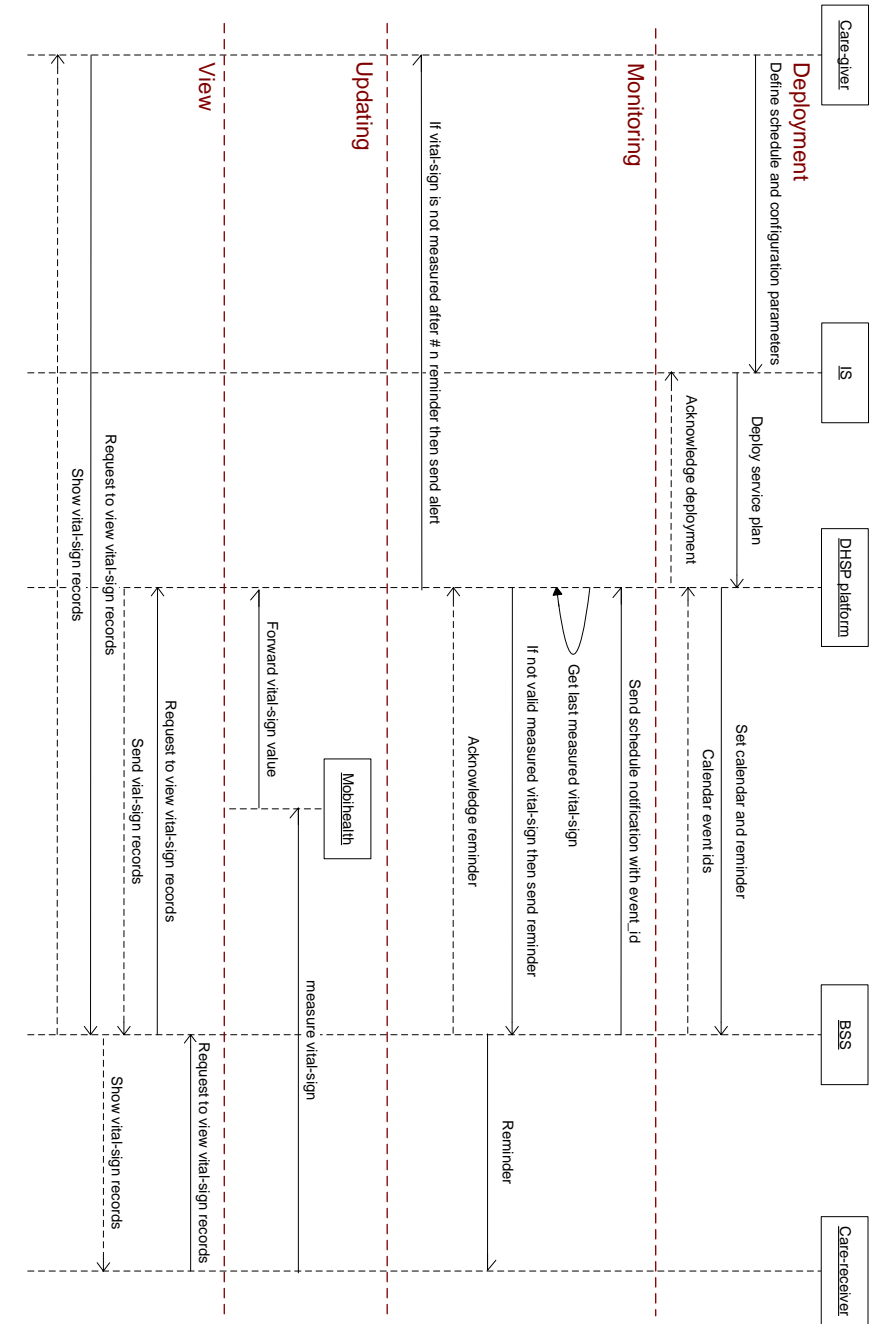 Care-giver
IS
DHSP platform
BSS
Care-receiver
Deployment
Define schedule and configuration parameters
Deploy service plan
Set calendar and reminder
Calendar event ids
Acknowledge deployment
Monitoring
Send schedule notification with event_id
Get last measured vital-sign
If not valid measured vital-sign then send reminder
Reminder
Acknowledge reminder
If vital-sign is not measured after # n reminder then send alert
Updating
Mobihealth
measure vital-sign
Forward vital-sign value
View
Request to view vital-sign records
Request to view vital-sign records
Send vial-sign records
Show vital-sign records
Request to view vital-sign records
Show vital-sign records